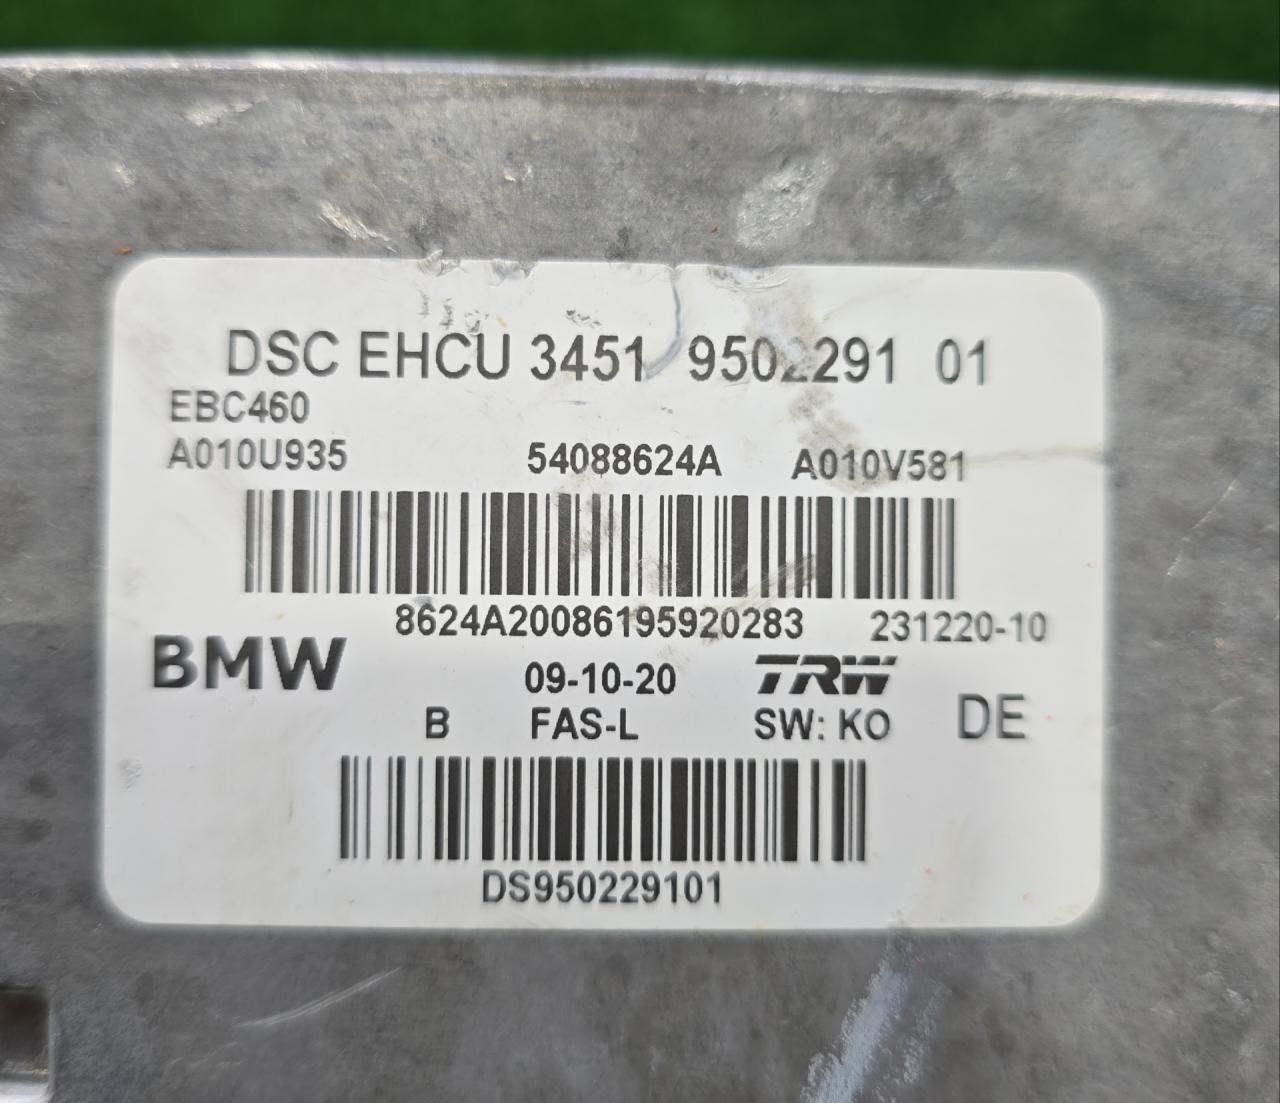 DSC EHCU 3451 9502291 01
EBC460
A010U935 54088624A A010V581
8624A20086195920283 231220-10
BMW 09-10-20 TRW
B FAS-L SW: KO DE
DS950229101